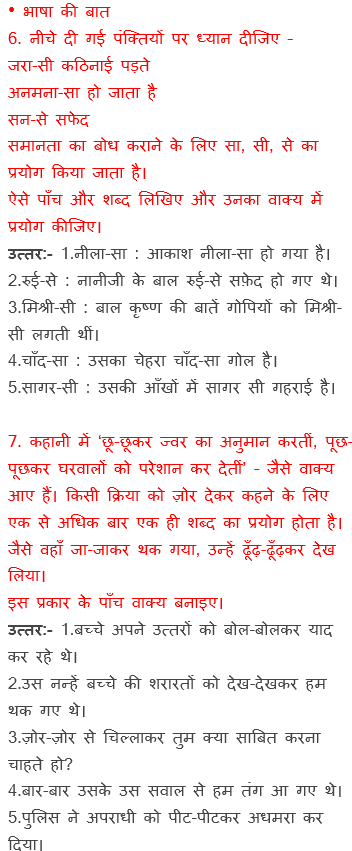 • भाषा की बात
6. नीचे दी गई पंक्तियों पर ध्यान दीजिए -
जरा-सी कठिनाई पड़ते
अनमना-सा हो जाता है
सन-से सफेद
समानता का बोध कराने के लिए सा, सी, से का
प्रयोग किया जाता है।
ऐसे पाँच और शब्द लिखिए और उनका वाक्य में
प्रयोग कीजिए।
उत्तर:- 1.नीला-सा : आकाश नीला-सा हो गया है।
2.रुई-से : नानीजी के बाल रुई-से सफ़ेद हो गए थे।
3.मिश्री-सी : बाल कृष्ण की बातें गोपियों को मिश्री-
सी लगती थीं।
4.चाँद-सा : उसका चेहरा चाँद-सा गोल है।
5.सागर-सी : उसकी आँखों में सागर सी गहराई है।
7. कहानी में ‘छू-छूकर ज्वर का अनुमान करतीं, पूछ-
पूछकर घरवालों को परेशान कर देतीं’ - जैसे वाक्य
आए हैं। किसी क्रिया को ज़ोर देकर कहने के लिए
एक से अधिक बार एक ही शब्द का प्रयोग होता है।
जैसे वहाँ जा-जाकर थक गया, उन्हें ढूँढ़-ढूँढ़कर देख
लिया।
इस प्रकार के पाँच वाक्य बनाइए।
उत्तर:- 1.बच्चे अपने उत्तरों को बोल-बोलकर याद
कर रहे थे।
2.उस नन्हें बच्चे की शरारतों को देख-देखकर हम
थक गए थे।
3.ज़ोर-ज़ोर से चिल्लाकर तुम क्या साबित करना
चाहते हो?
4.बार-बार उसके उस सवाल से हम तंग आ गए थे।
5.पुलिस ने अपराधी को पीट-पीटकर अधमरा कर
दिया।